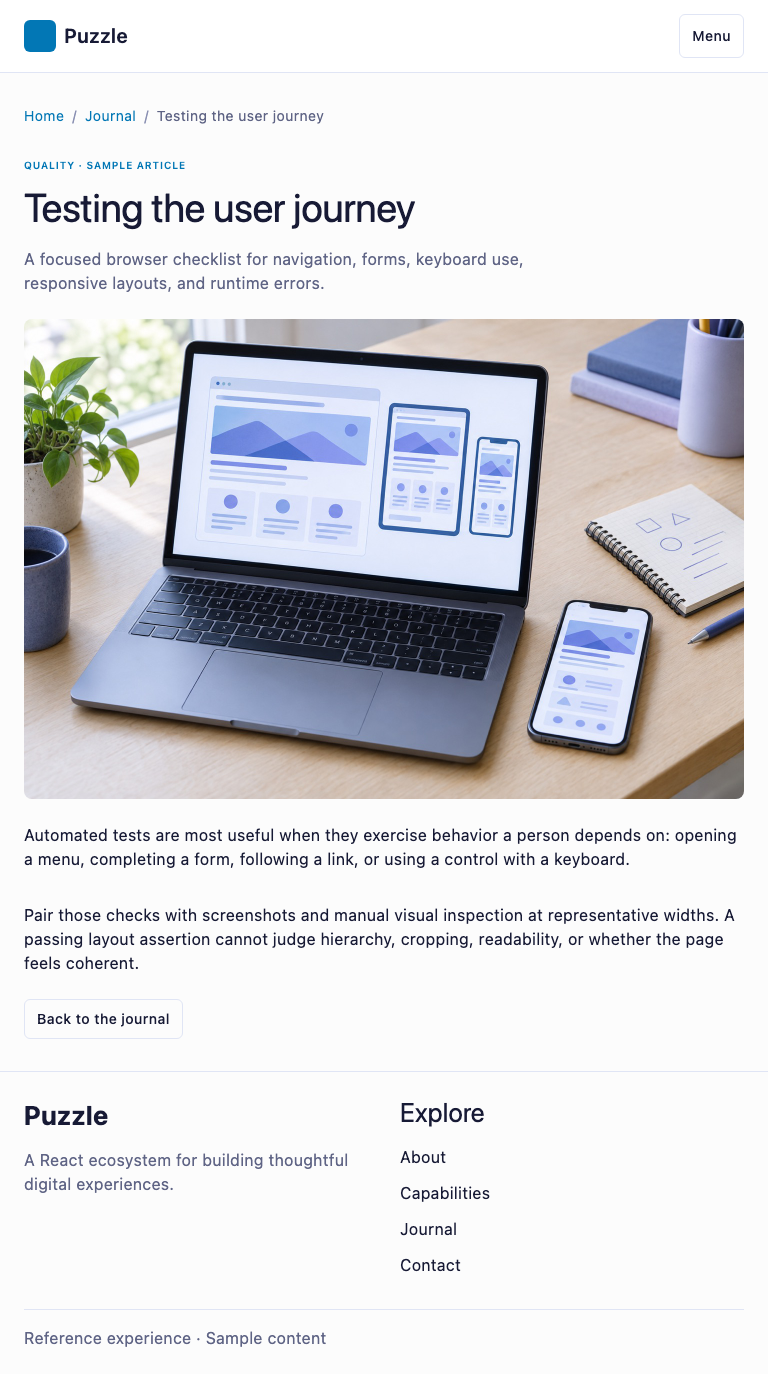 Puzzle
Menu
Home / Journal / Testing the user journey
QUALITY · SAMPLE ARTICLE
Testing the user journey
A focused browser checklist for navigation, forms, keyboard use,
responsive layouts, and runtime errors.
Automated tests are most useful when they exercise behavior a person depends on: opening
a menu, completing a form, following a link, or using a control with a keyboard.
Pair those checks with screenshots and manual visual inspection at representative widths. A
passing layout assertion cannot judge hierarchy, cropping, readability, or whether the page
feels coherent.
Back to the journal
Puzzle
A React ecosystem for building thoughtful
digital experiences.
Explore
About
Capabilities
Journal
Contact
Reference experience · Sample content